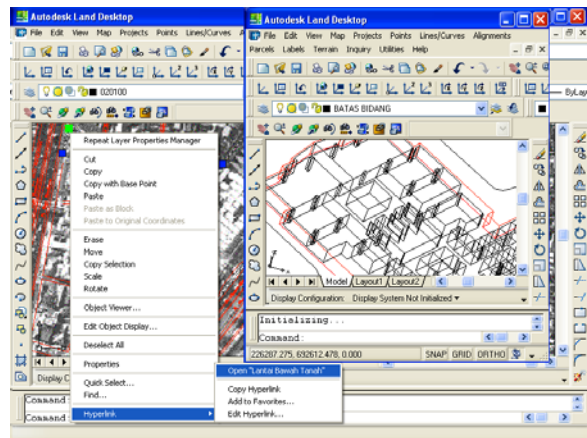 Autodesk Land Desktop
File Edit View Map Projects Points Lines/Curves
020100
Repeat Layer Properties Manager
Cut
Copy
Copy with Base Point
Paste
Paste as Block
Paste to Original Coordinates
Erase
Move
Copy Selection
Scale
Rotate
Object Viewer...
Edit Object Display...
Deselect All
Properties
Quick Select...
Find...
Hyperlink
Open "Lantai Bawah Tanah"
Copy Hyperlink
Add to Favorites...
Edit Hyperlink...
Display C
Command
Command:
Autodesk Land Desktop
File Edit View Map Projects Points Lines/Curves Alignments
Parcels Labels Terrain Inquiry Utilities Help
BATAS BIDANG
Model Layout1 Layout2
Display Configuration: Display System Not Initialized
Initializing...
Command:
226287.275, 692612.478, 0.000 SNAP GRID ORTHO
ByLay